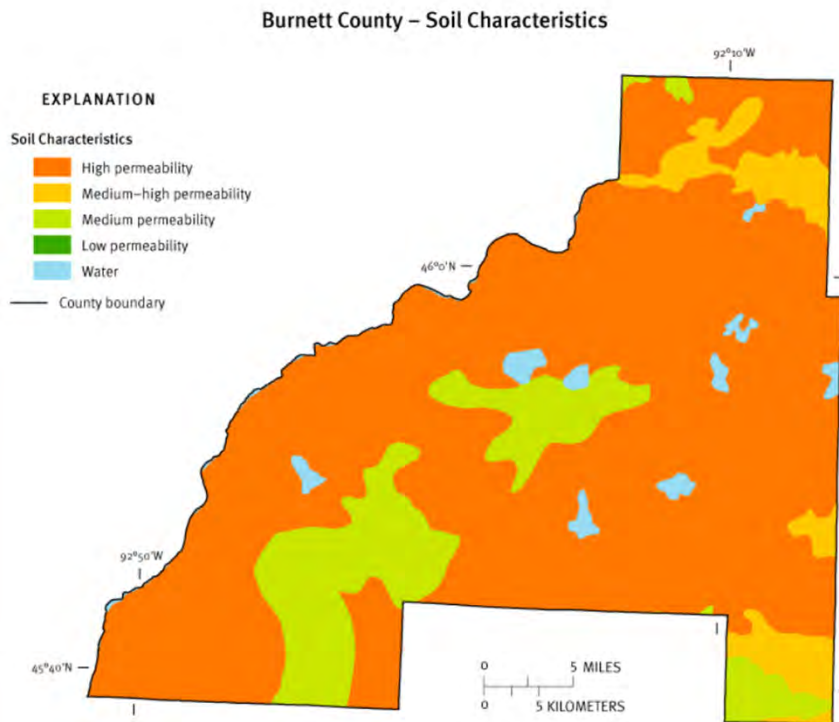 Burnett County – Soil Characteristics
92°10'W
EXPLANATION
Soil Characteristics
High permeability
Medium–high permeability
Medium permeability
Low permeability
Water
County boundary
46°0'N
92°50'W
45°40'N
0 5 MILES
0 5 KILOMETERS